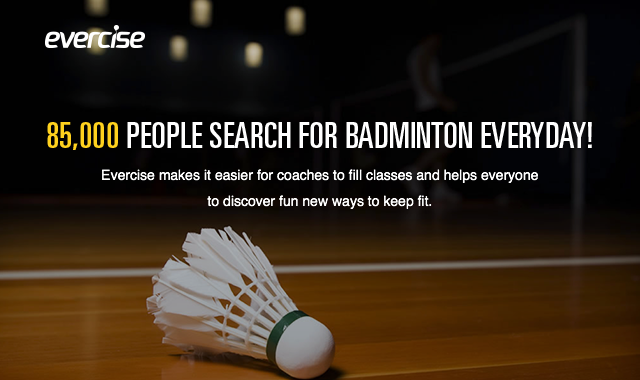 evercise
85,000 PEOPLE SEARCH FOR BADMINTON EVERYDAY!
Evercise makes it easier for coaches to fill classes and helps everyone
to discover fun new ways to keep fit.